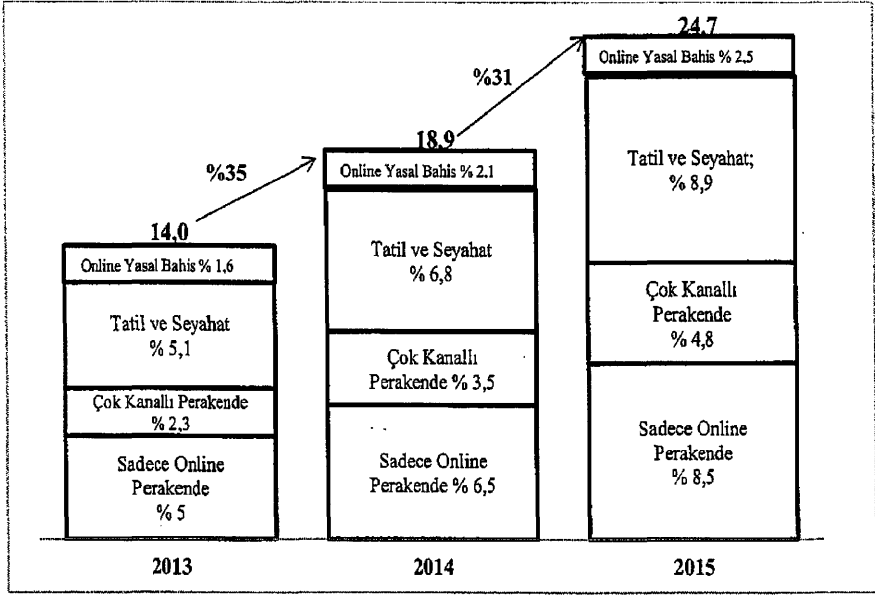 24,7
Online Yasal Bahis % 2,5
%31
Tatil ve Seyahat;
% 8,9
18,9
Online Yasal Bahis % 2.1
%35
Tatil ve Seyahat
% 6,8
14,0
Online Yasal Bahis % 1,6
Çok Kanallı
Perakende
% 4,8
Tatil ve Seyahat
% 5,1
Çok Kanallı
Perakende % 3,5
Çok Kanallı Perakende
% 2,3
Sadece Online
Perakende
% 8,5
Sadece Online
Perakende
% 5
Sadece Online
Perakende % 6,5
2013
2014
2015